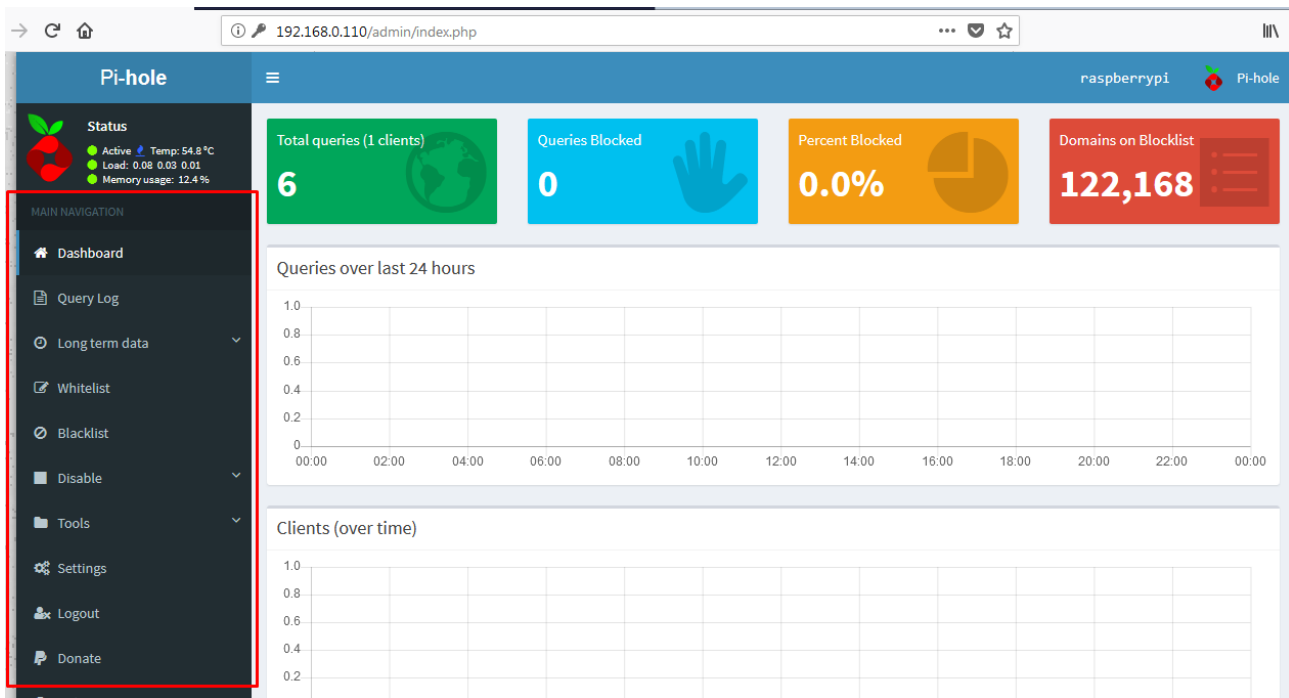 192.168.0.110/admin/index.php
Pi-hole
raspberrypi
Pi-hole
Status
Active Temp: 54.8 °C
Load: 0.08 0.03 0.01
Memory usage: 12.4 %
MAIN NAVIGATION
Dashboard
Query Log
Long term data
Whitelist
Blacklist
Disable
Tools
Settings
Logout
Donate
Total queries (1 clients)
6
Queries Blocked
0
Percent Blocked
0.0%
Domains on Blocklist
122,168
Queries over last 24 hours
1.0
0.8
0.6
0.4
0.2
0
00:00 02:00 04:00 06:00 08:00 10:00 12:00 14:00 16:00 18:00 20:00 22:00 00:00
Clients (over time)
1.0
0.8
0.6
0.4
0.2